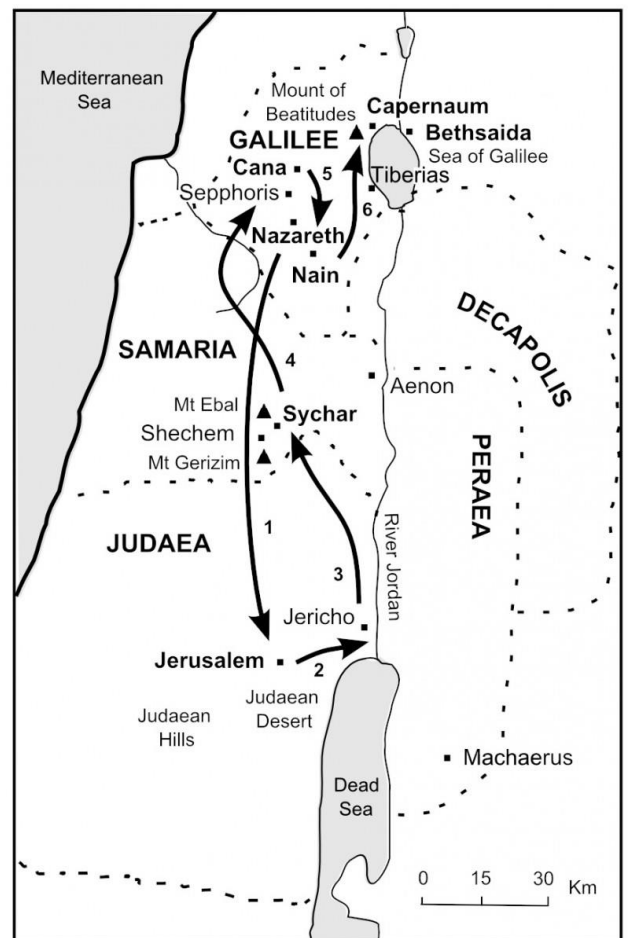 Mediterranean
Sea
Mount of
Beatitudes
Capernaum
GALILEE
Bethsaida
Cana
5
Sea of Galilee
Sepphoris
Tiberias
6
Nazareth
Nain
DECAPOLIS
SAMARIA
4
Aenon
Mt Ebal
Sychar
Shechem
Mt Gerizim
PERAEA
JUDAEA
1
River Jordan
3
Jericho
Jerusalem
2
Judaean
Desert
Judaean
Hills
Machaerus
Dead
Sea
0 15 30 Km